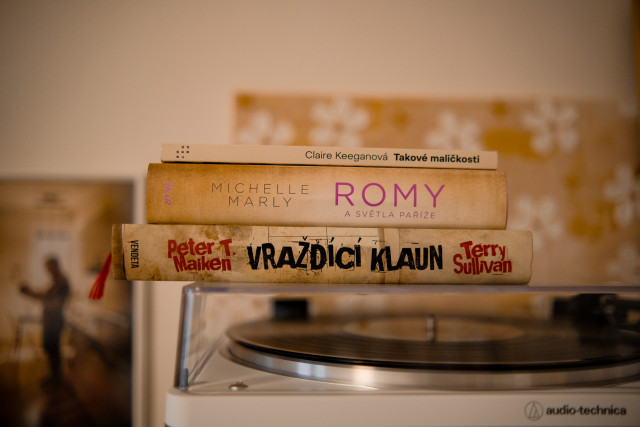 Claire Keeganová Takové maličkosti
MICHELLE
MARLY
ROMY
A SVĚTLA PAŘÍŽE
VENDETA
Peter T.
Maiken
VRAŽDÍCÍ KLAUN
Terry
Sullivan
audio-technica